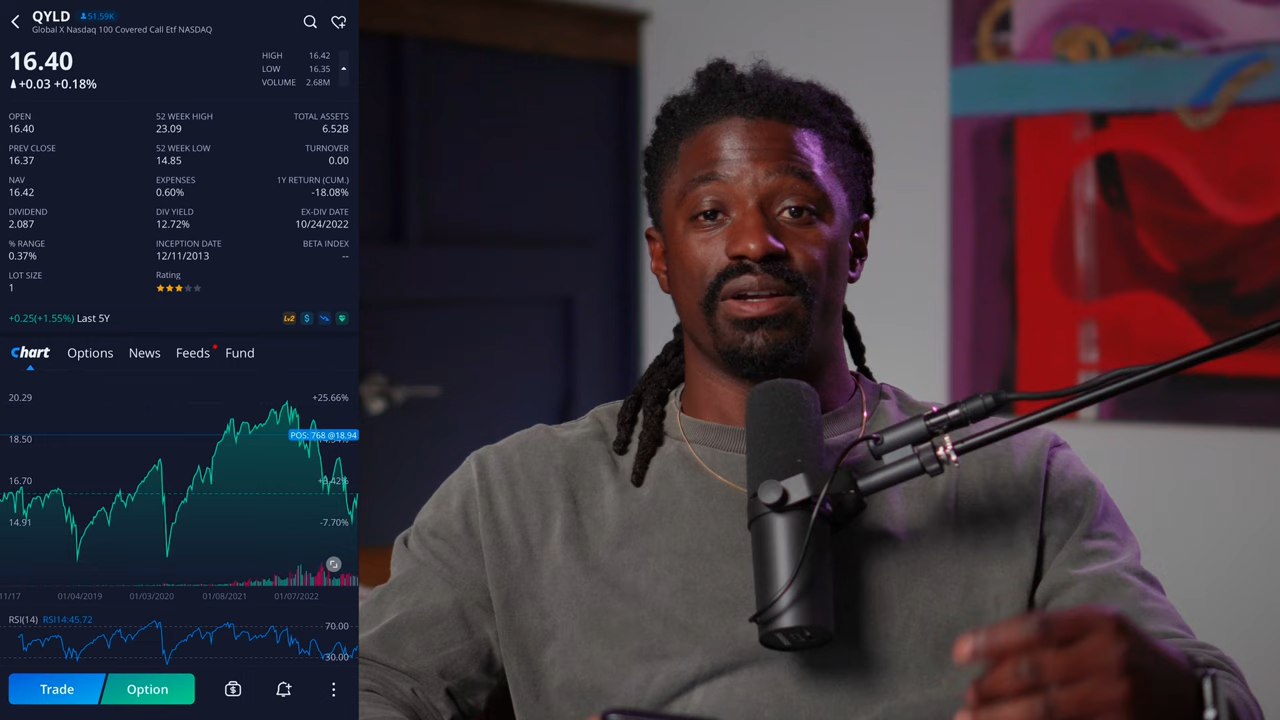 QYLD 51.59K
Global X Nasdaq 100 Covered Call Etf NASDAQ
16.40
+0.03 +0.18%
HIGH 16.42
LOW 16.35
VOLUME 2.68M
OPEN 52 WEEK HIGH TOTAL ASSETS
16.40 23.09 6.52B
PREV CLOSE 52 WEEK LOW TURNOVER
16.37 14.85 0.00
NAV EXPENSES 1Y RETURN (CUM.)
16.42 0.60% -18.08%
DIVIDEND DIV YIELD EX-DIV DATE
2.087 12.72% 10/24/2022
% RANGE INCEPTION DATE BETA INDEX
0.37% 12/11/2013 --
LOT SIZE Rating
1
+0.25(+1.55%) Last 5Y Lv2 $
Chart Options News Feeds Fund
20.29 +25.66%
POS: 768 @18.94
18.50
16.70
14.91 -7.70%
11/17 01/04/2019 01/03/2020 01/08/2021 01/07/2022
RSI(14) RSI14:45.72
70.00
30.00
Trade Option